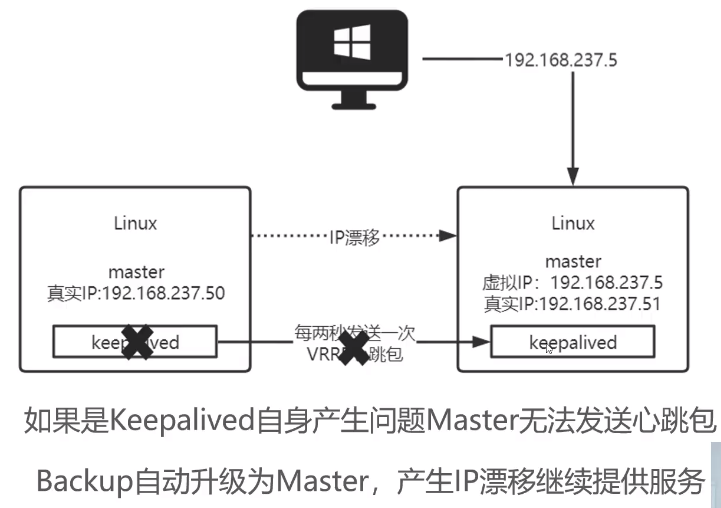 192.168.237.5
Linux
master
真实IP:192.168.237.50
IP漂移
Linux
master
虚拟IP：192.168.237.5
真实IP:192.168.237.51
每两秒发送一次
跳包
keepalived
如果是Keepalived自身产生问题Master无法发送心跳包
Backup自动升级为Master，产生IP漂移继续提供服务